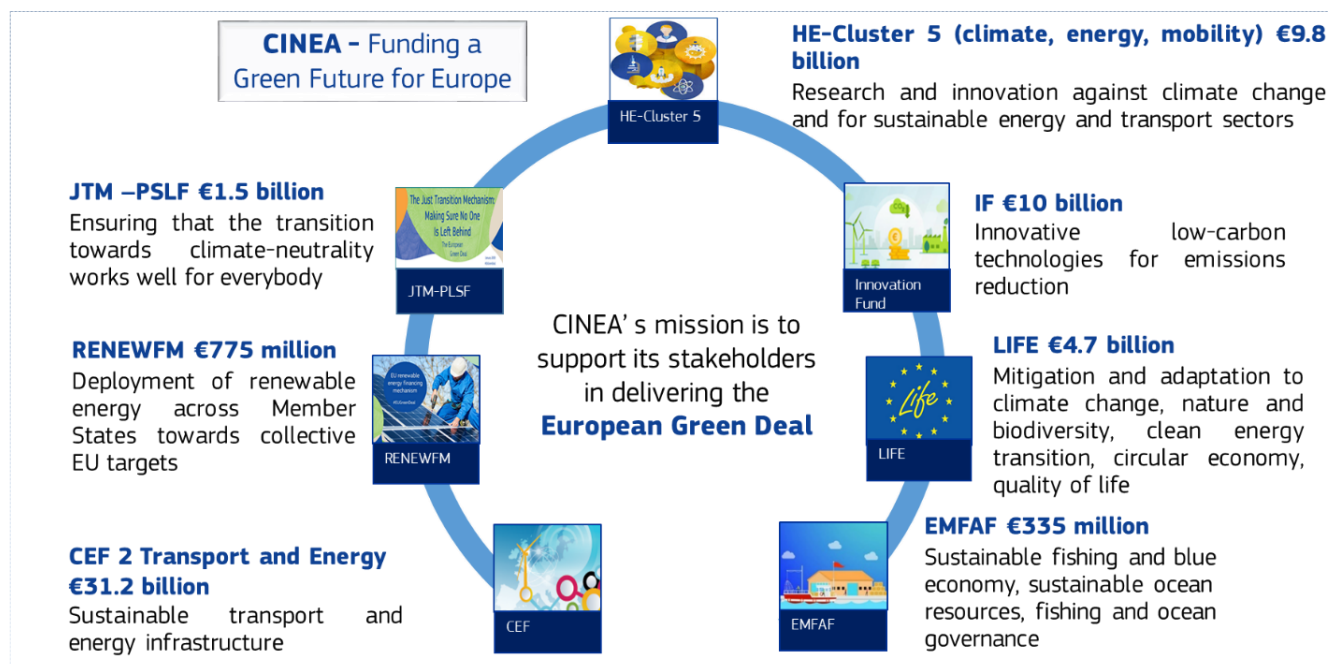 CINEA - Funding a
Green Future for Europe
HE-Cluster 5
HE-Cluster 5 (climate, energy, mobility) €9.8
billion
Research and innovation against climate change
and for sustainable energy and transport sectors
JTM –PSLF €1.5 billion
Ensuring that the transition
towards climate-neutrality
works well for everybody
The Just Transition Mechanism:
Making Sure No One
Is Left Behind
The European
Green Deal
JTM-PLSF
Innovation
Fund
IF €10 billion
Innovative low-carbon
technologies for emissions
reduction
CINEA' s mission is to
support its stakeholders
in delivering the
European Green Deal
RENEWFM €775 million
Deployment of renewable
energy across Member
States towards collective
EU targets
EU renewable
energy financing
mechanism
#EUGreenDeal
RENEWFM
Life
LIFE
LIFE €4.7 billion
Mitigation and adaptation to
climate change, nature and
biodiversity, clean energy
transition, circular economy,
quality of life
CEF 2 Transport and Energy
€31.2 billion
Sustainable transport and
energy infrastructure
CEF
EMFAF
EMFAF €335 million
Sustainable fishing and blue
economy, sustainable ocean
resources, fishing and ocean
governance